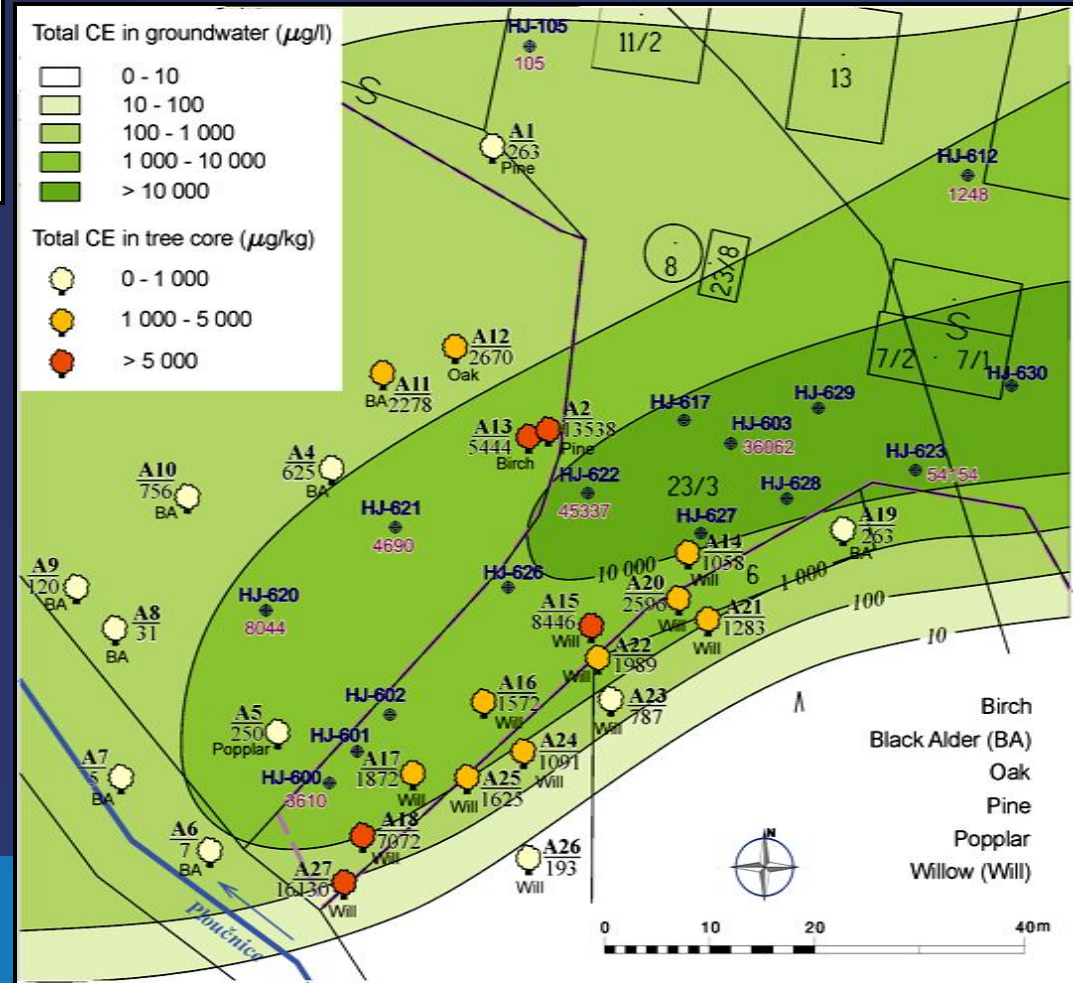 Total CE in groundwater (µg/l)
0 - 10
10 - 100
100 - 1 000
1 000 - 10 000
> 10 000
Total CE in tree core (µg/kg)
0 - 1 000
1 000 - 5 000
> 5 000
HJ-105
105
11/2
13
S
A1
263
Pine
HJ-612
1248
8
23/8
S
7/2
7/1
HJ-630
A12
2670
Oak
A11
2278
BA
HJ-617
HJ-629
HJ-603
36062
A2
13538
Pine
A13
5444
Birch
A4
625
BA
A10
756
BA
HJ-623
54154
HJ-622
45337
23/3
HJ-628
HJ-621
4690
HJ-627
A19
263
BA
A14
1058
Will
10 000
6
1 000
100
10
A9
120
BA
HJ-626
A20
2596
Will
A21
1283
HJ-620
8044
A8
31
BA
A15
8446
Will
A22
1989
Will
A16
1572
Will
A23
787
Will
HJ-602
A5
250
Popplar
HJ-601
A24
1091
Will
A7
5
BA
HJ-600
3610
A17
1872
Will
A25
1625
A18
7072
Will
A6
7
BA
A26
193
Will
A27
16130
Will
Ploučnice
Birch
Black Alder (BA)
Oak
Pine
Popplar
Willow (Will)
N
0 10 20 40m